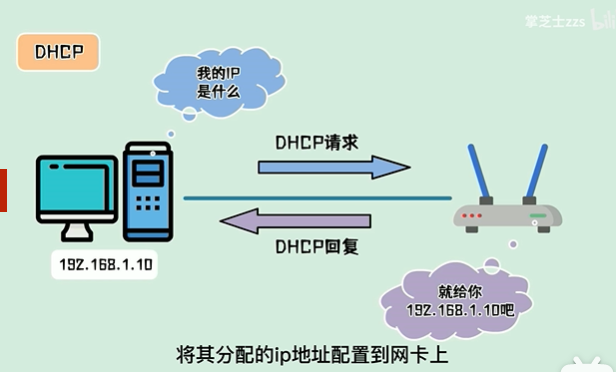 掌芝士zzs
DHCP
我的IP
是什么
DHCP请求
DHCP回复
192.168.1.10
就给你
192.168.1.10吧
将其分配的ip地址配置到网卡上